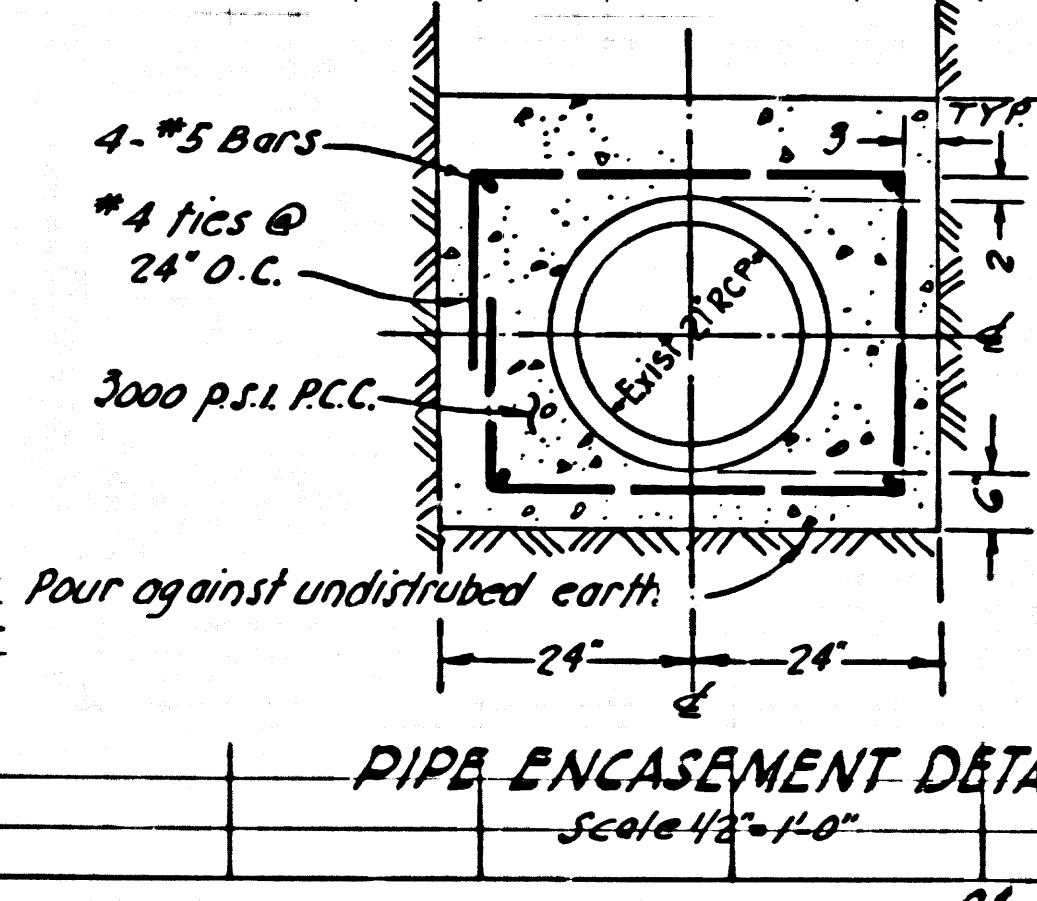 TYP.
4-#5 Bars
3
#4 ties @
24" O.C.
2
Exist 21" RCP
℄
3000 p.s.i. P.C.C.
6"
Pour against undistrubed earth.
24" 24"
℄
PIPE ENCASEMENT DETA
Scale 1/2"=1'-0"